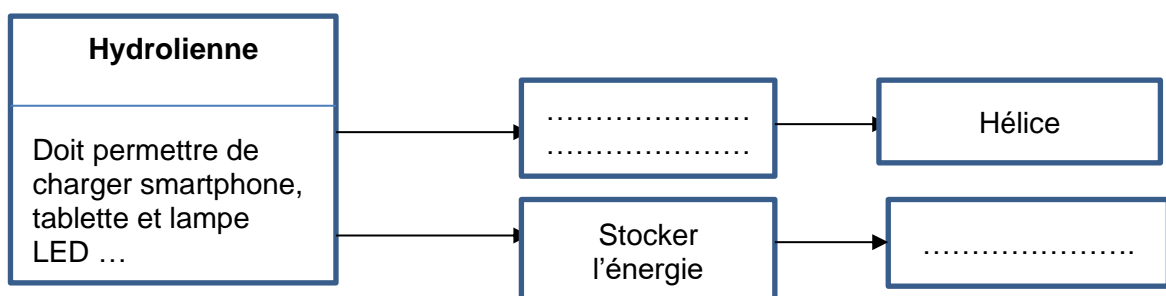 Hydrolienne
Doit permettre de
charger smartphone,
tablette et lampe
LED …
…………………
…………………
Hélice
Stocker
l’énergie
………………….